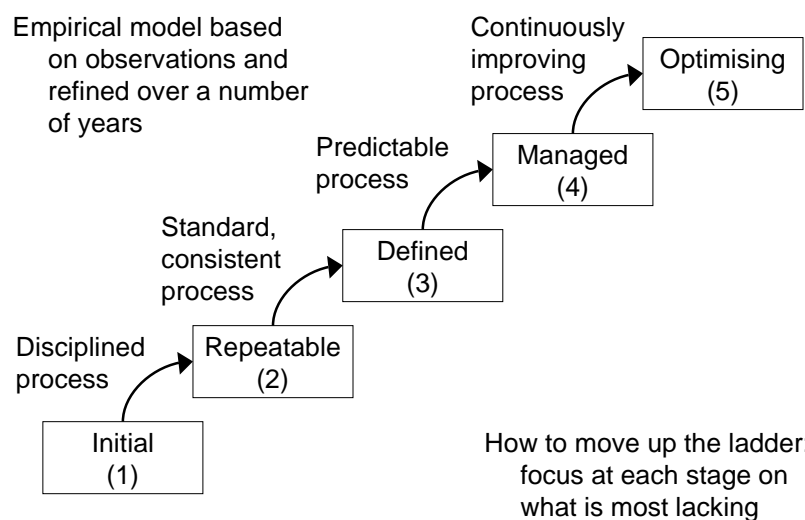 Empirical model based
on observations and
refined over a number
of years
Continuously
improving
process
Optimising
(5)
Predictable
process
Managed
(4)
Standard,
consistent
process
Defined
(3)
Disciplined
process
Repeatable
(2)
Initial
(1)
How to move up the ladder:
focus at each stage on
what is most lacking